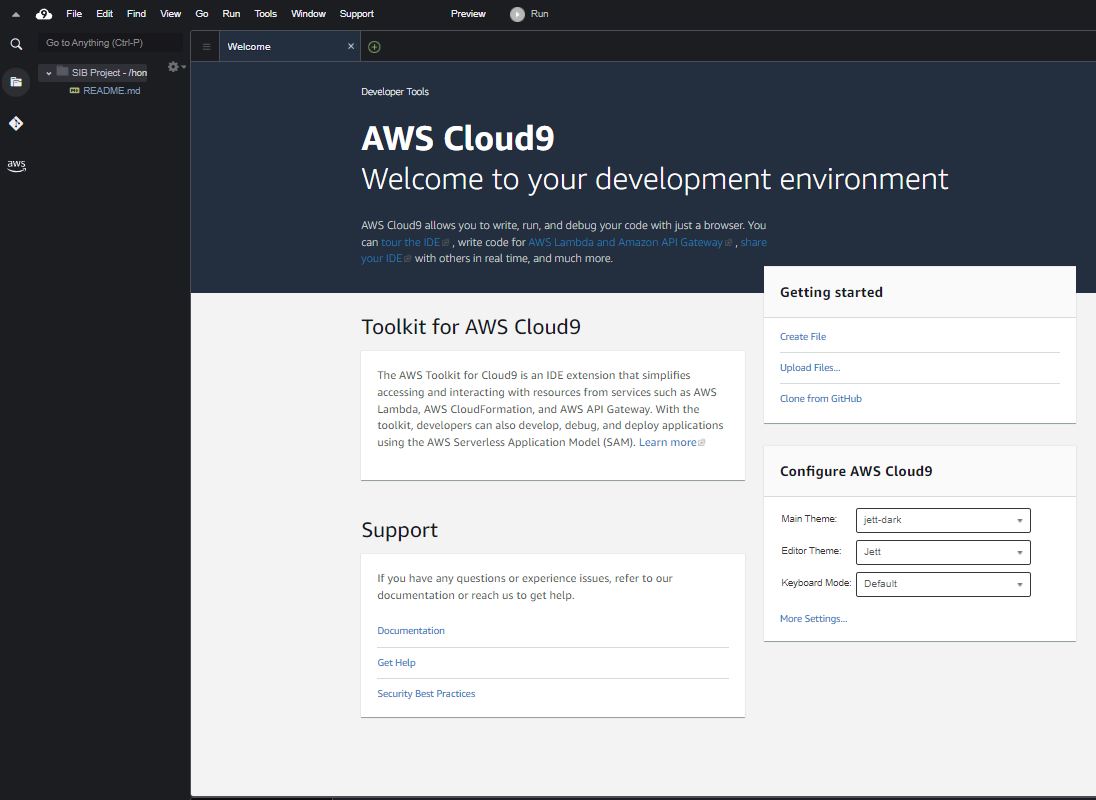 File Edit Find View Go Run Tools Window Support Preview Run
Go to Anything (Ctrl-P)
Welcome
SIB Project - /hon
README.md
aws
Developer Tools
AWS Cloud9
Welcome to your development environment
AWS Cloud9 allows you to write, run, and debug your code with just a browser. You
can tour the IDE , write code for AWS Lambda and Amazon API Gateway , share
your IDE with others in real time, and much more.
Toolkit for AWS Cloud9
The AWS Toolkit for Cloud9 is an IDE extension that simplifies
accessing and interacting with resources from services such as AWS
Lambda, AWS CloudFormation, and AWS API Gateway. With the
toolkit, developers can also develop, debug, and deploy applications
using the AWS Serverless Application Model (SAM). Learn more
Support
If you have any questions or experience issues, refer to our
documentation or reach us to get help.
Documentation
Get Help
Security Best Practices
Getting started
Create File
Upload Files...
Clone from GitHub
Configure AWS Cloud9
Main Theme: jett-dark
Editor Theme: Jett
Keyboard Mode: Default
More Settings...